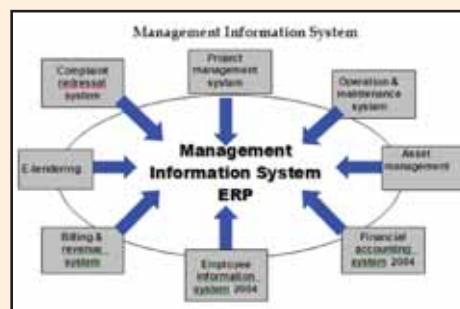 Management Information System
Project
management
system
Complaint
redressal
system
Operation &
maintenance
system
E-tendering
Management
Information System
ERP
Asset
management
Billing &
revenue
system
Employee
information
system 2004
Financial
accounting
system 2004